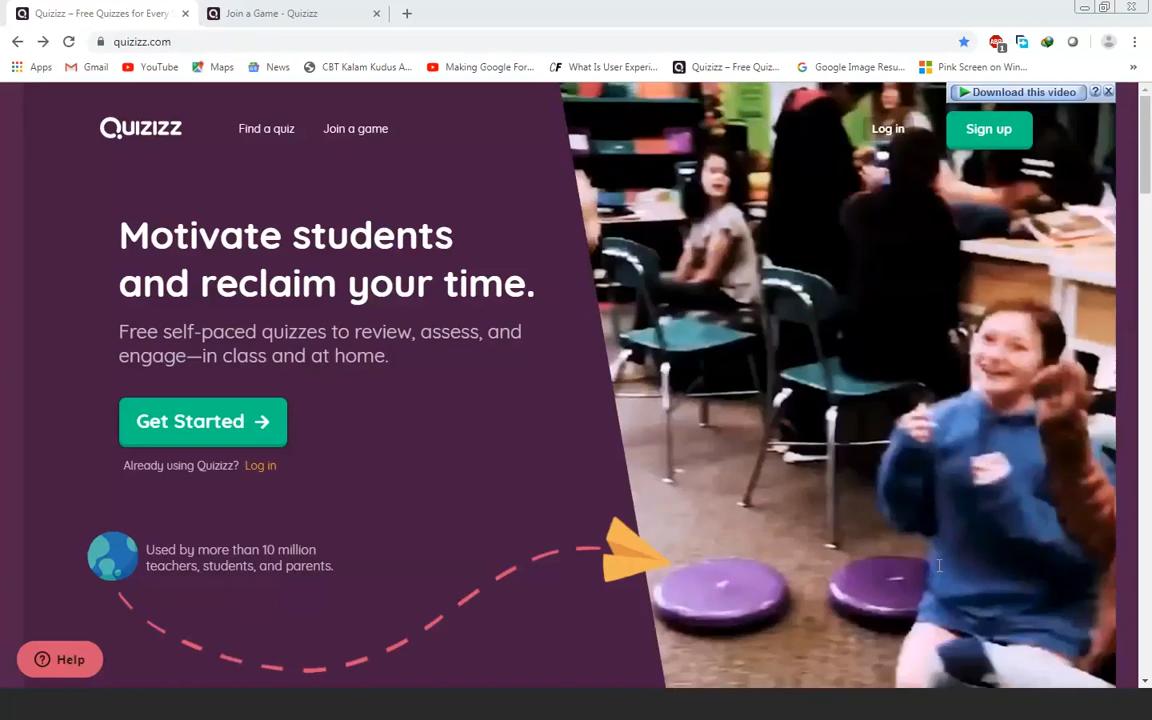 Quizizz – Free Quizzes for Every
Join a Game - Quizizz
quizizz.com
1
Apps
Gmail
YouTube
Maps
News
CBT Kalam Kudus A...
Making Google For...
What Is User Experi...
Quizizz – Free Quiz...
Google Image Resu...
Pink Screen on Win...
»
Download this video
QUIZIZZ
Find a quiz
Join a game
Log in
Sign up
Motivate students
and reclaim your time.
Free self-paced quizzes to review, assess, and
engage—in class and at home.
Get Started →
Already using Quizizz? Log in
Used by more than 10 million
teachers, students, and parents.
Help